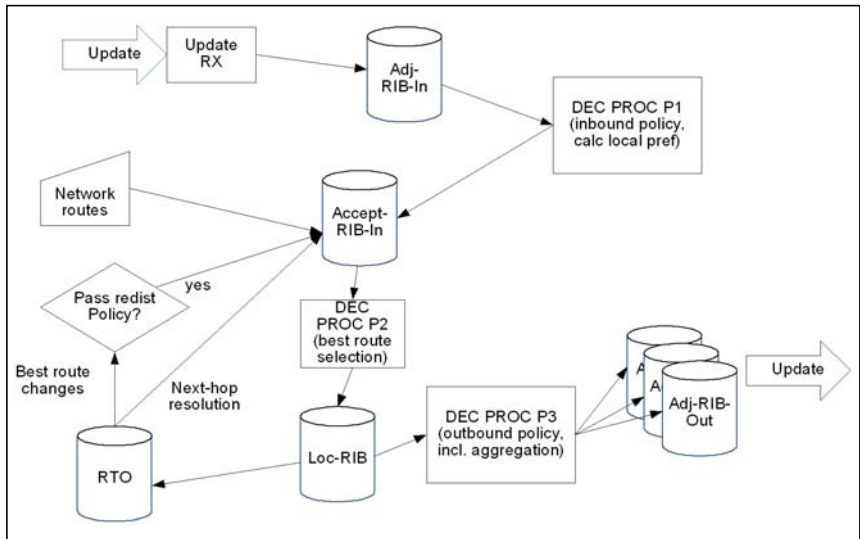 Update
Update
RX
Adj-
RIB-In
DEC PROC P1
(inbound policy,
calc local pref)
Network
routes
Accept-
RIB-In
Pass redist
Policy?
yes
DEC
PROC P2
(best route
selection)
Best route
changes
Next-hop
resolution
RTO
Loc-RIB
DEC PROC P3
(outbound policy,
incl. aggregation)
A
A
Adj-RIB-
Out
Update